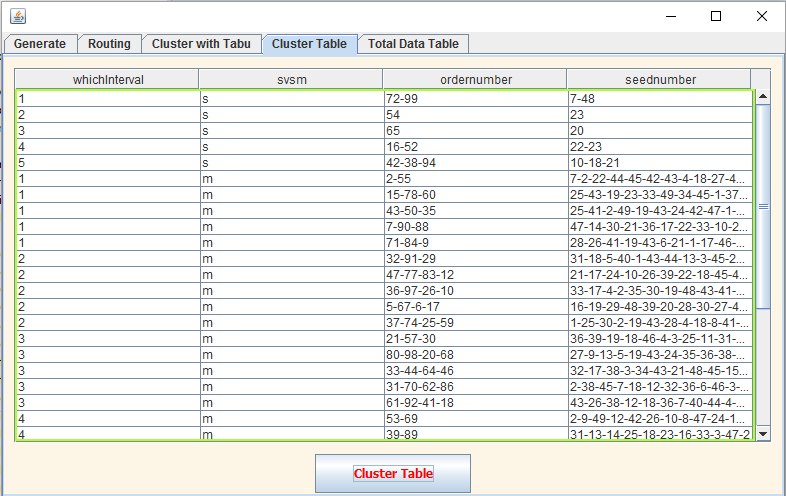 Generate Routing Cluster with Tabu Cluster Table Total Data Table
whichInterval svsm ordernumber seednumber
1 s 72-99 7-48
2 s 54 23
3 s 65 20
4 s 16-52 22-23
5 s 42-38-94 10-18-21
1 m 2-55 7-2-22-44-45-42-43-4-18-27-4...
1 m 15-78-60 25-43-19-23-33-49-34-45-1-37...
1 m 43-50-35 25-41-2-49-19-43-24-42-47-1-...
1 m 7-90-88 47-14-30-21-36-17-22-33-10-2...
1 m 71-84-9 28-26-41-19-43-6-21-1-17-46-...
2 m 32-91-29 31-18-5-40-1-43-44-13-3-45-2...
2 m 47-77-83-12 21-17-24-10-26-39-22-18-45-4...
2 m 36-97-26-10 33-17-4-2-35-30-19-48-43-41-...
2 m 5-67-6-17 16-19-29-48-39-20-28-30-27-4...
2 m 37-74-25-59 1-25-30-2-19-43-28-4-18-8-41-...
3 m 21-57-30 36-39-19-18-46-4-3-25-11-31-...
3 m 80-98-20-68 27-9-13-5-19-43-24-35-36-38-...
3 m 33-44-64-46 32-17-38-3-34-43-21-48-45-15...
3 m 31-70-62-86 2-38-45-7-18-12-32-36-6-46-3-...
3 m 61-92-41-18 43-26-38-12-18-36-7-40-44-4-...
4 m 53-69 2-9-49-12-42-26-10-8-47-24-1...
4 m 39-89 31-13-14-25-18-23-16-33-3-47-2
Cluster Table